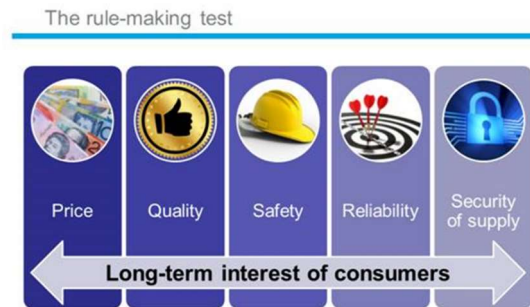 The rule-making test
Price
Quality
Safety
Reliability
Security
of supply
Long-term interest of consumers